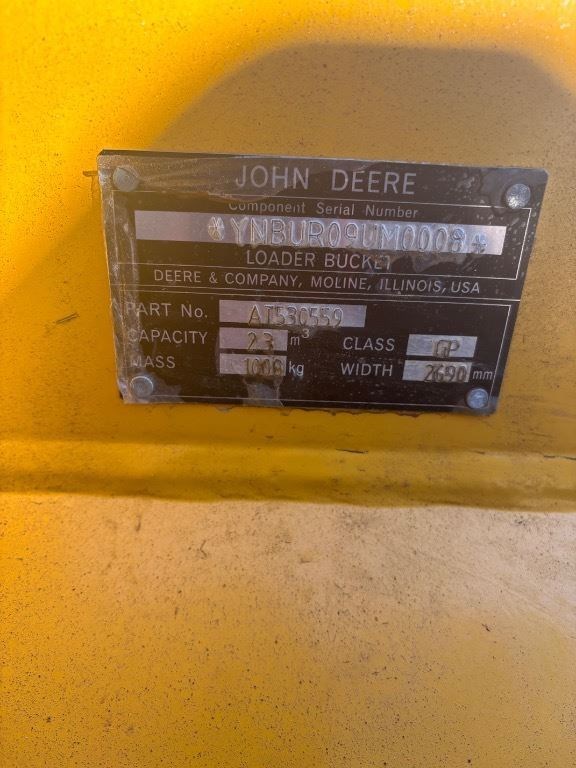 JOHN DEERE
Component Serial Number
*YNBUR09UM0008*
LOADER BUCKET
DEERE & COMPANY, MOLINE, ILLINOIS, USA
PART No. AT530559
CAPACITY 2.3 m³ CLASS GP
MASS 1008 kg WIDTH 2690 mm